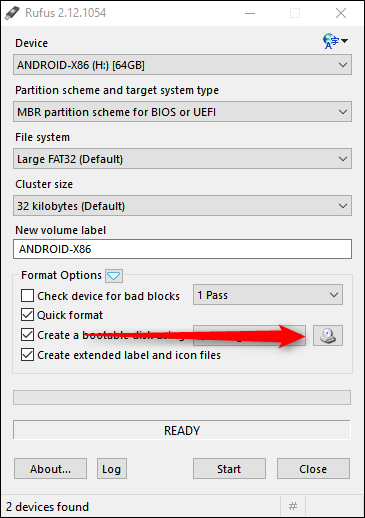 Rufus 2.12.1054
Device
ANDROID-X86 (H:) [64GB]
Partition scheme and target system type
MBR partition scheme for BIOS or UEFI
File system
Large FAT32 (Default)
Cluster size
32 kilobytes (Default)
New volume label
ANDROID-X86
Format Options
Check device for bad blocks 1 Pass
Quick format
Create a bootable disk using
Create extended label and icon files
READY
About... Log Start Close
2 devices found #